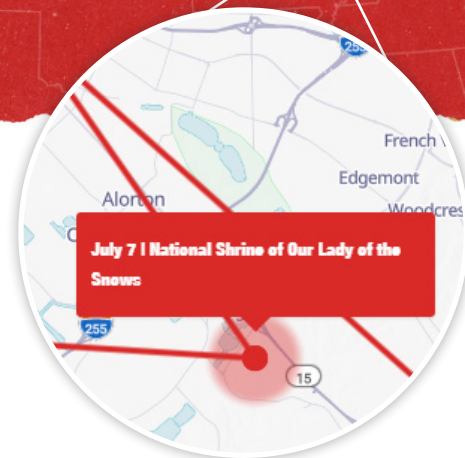 255
French
Edgemont
Alorton
Woodcres
July 7 | National Shrine of Our Lady of the
Snows
255
15